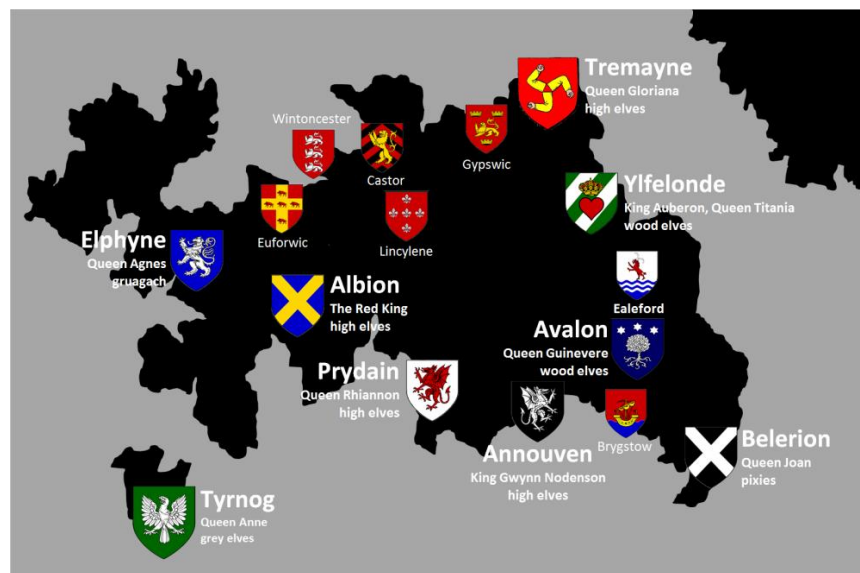 Tremayne
Queen Gloriana
high elves
Wintoncester
Castor
Gypswic
Ylfelonde
King Auberon, Queen Titania
wood elves
Euforwic
Lincylene
Elphyne
Queen Agnes
gruagach
Ealeford
Albion
The Red King
high elves
Avalon
Queen Guinevere
wood elves
Prydain
Queen Rhiannon
high elves
Annouven
King Gwynn Nodenson
high elves
Brygstow
Belerion
Queen Joan
pixies
Tyrnog
Queen Anne
grey elves